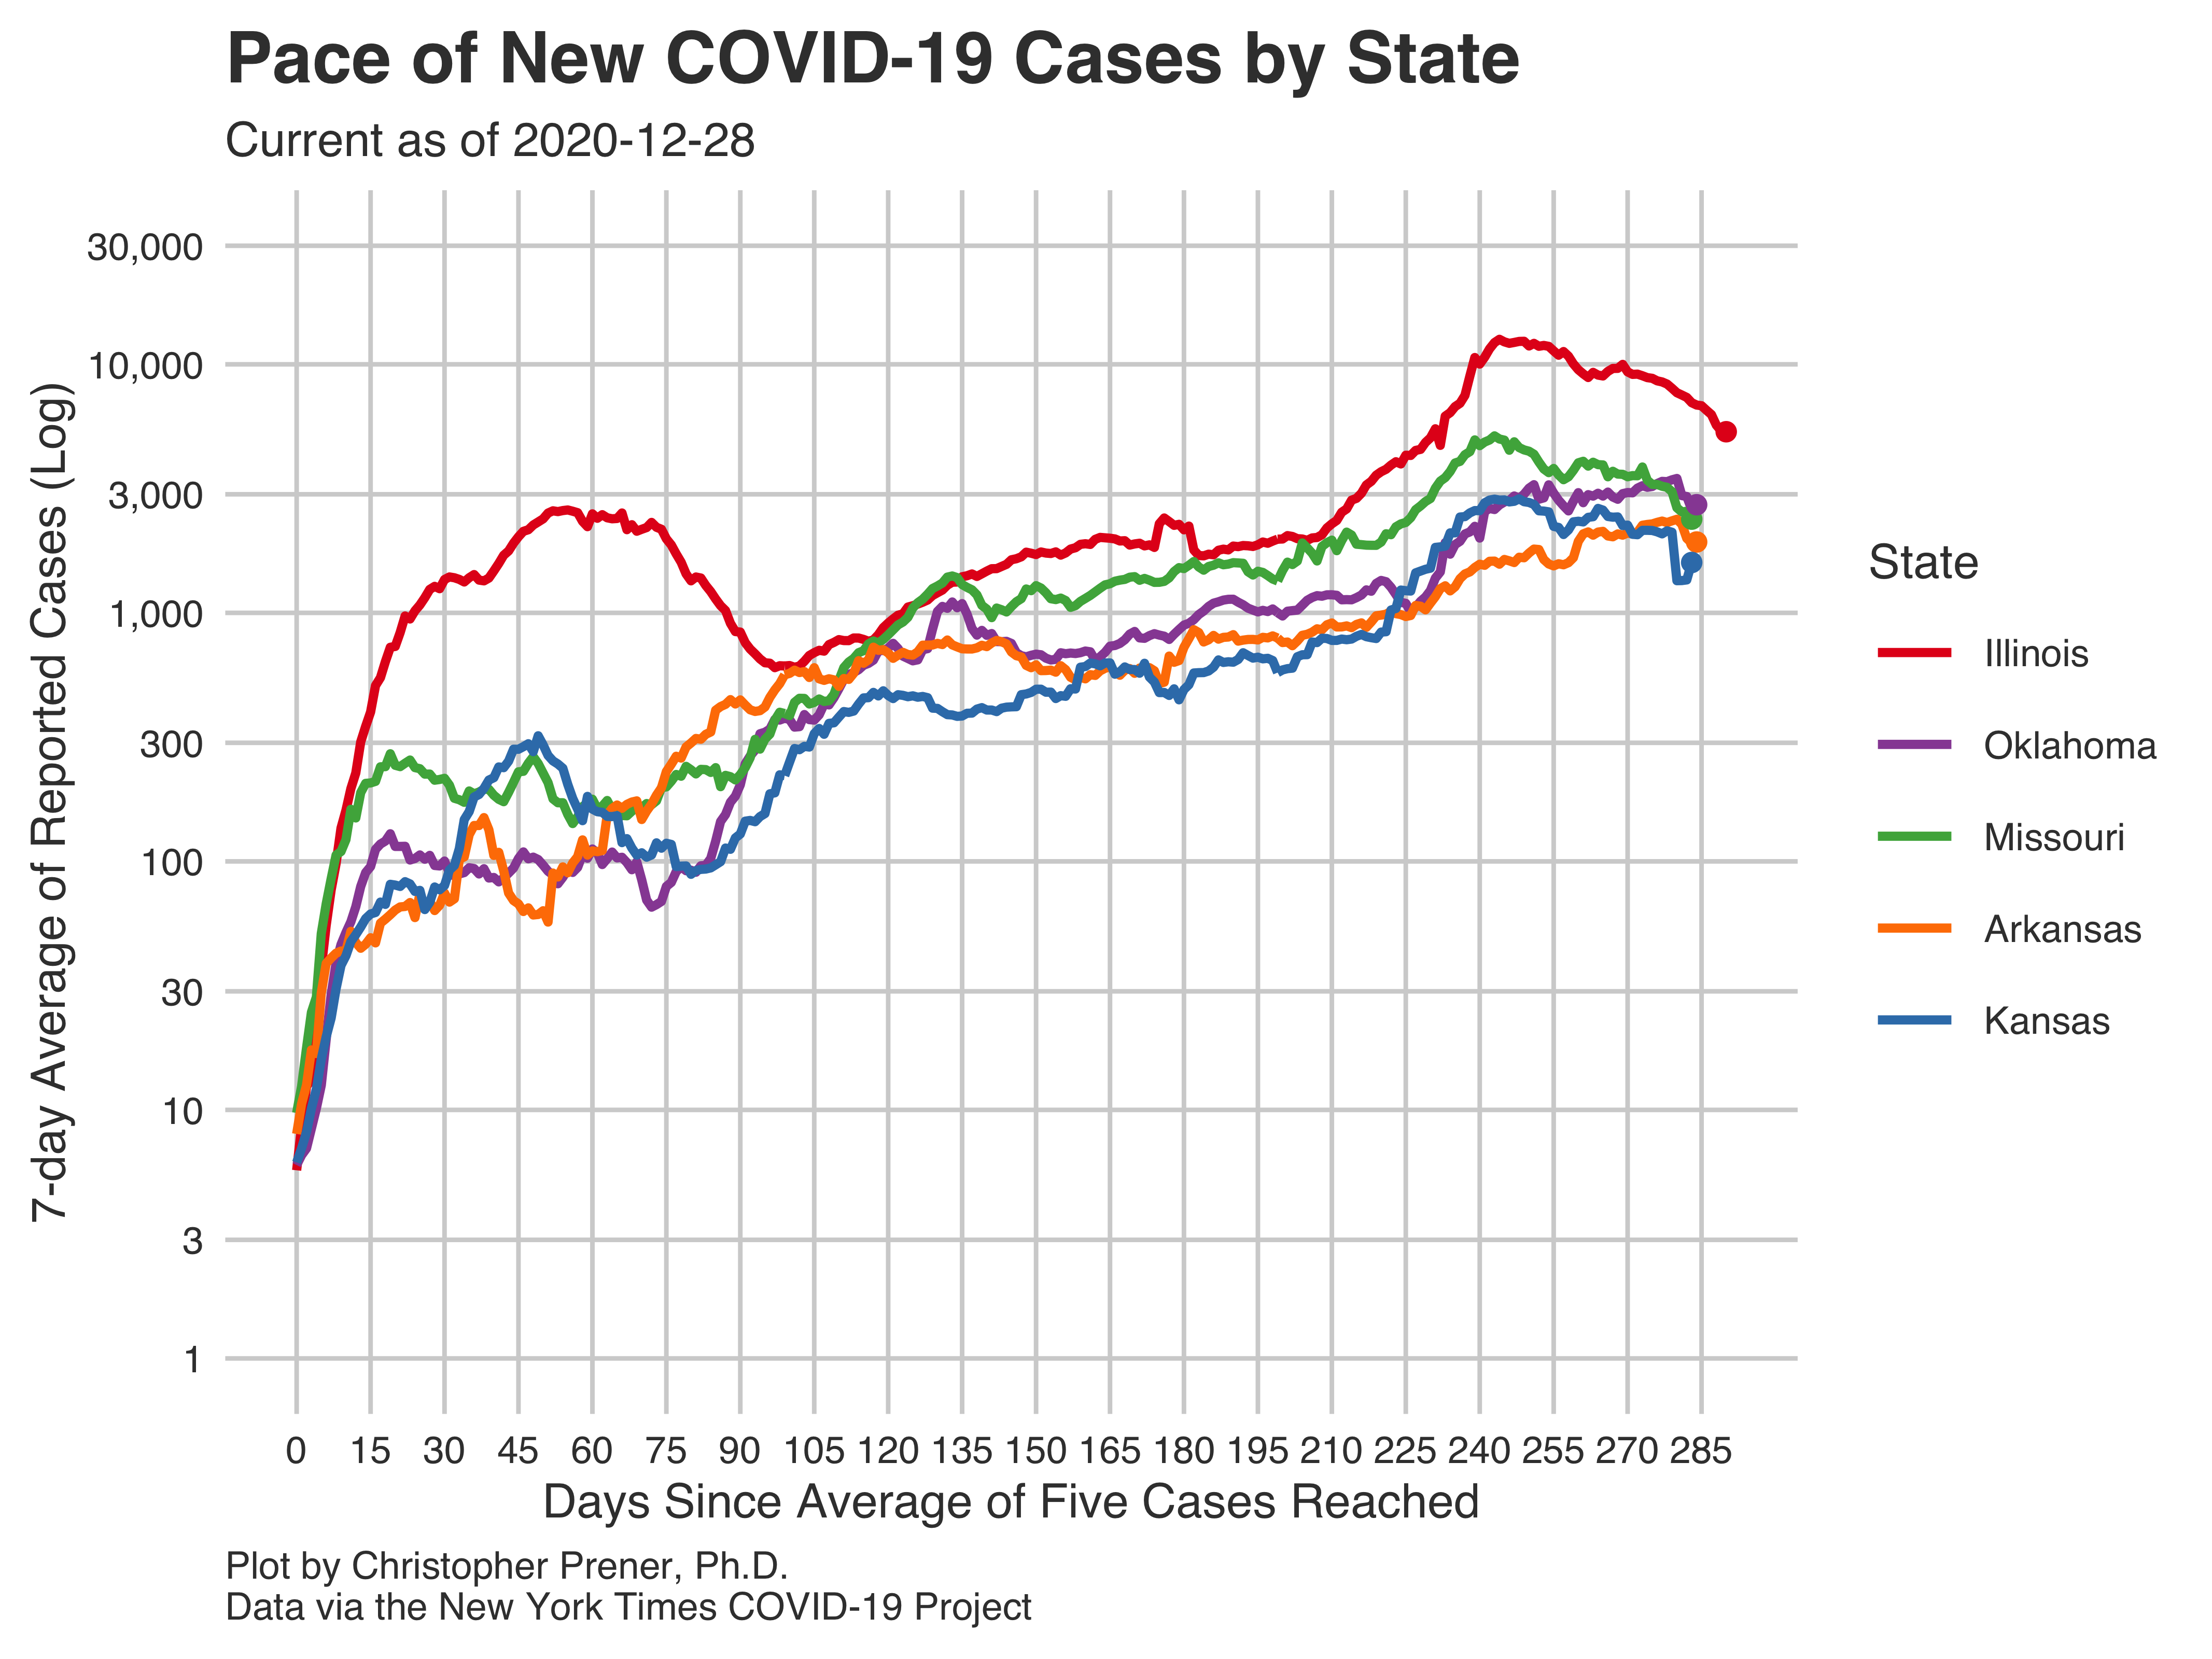 Pace of New COVID-19 Cases by State
Current as of 2020-12-28
7-day Average of Reported Cases (Log)
30,000
10,000
3,000
1,000
300
100
30
10
3
1
0 15 30 45 60 75 90 105 120 135 150 165 180 195 210 225 240 255 270 285
Days Since Average of Five Cases Reached
State
Illinois
Oklahoma
Missouri
Arkansas
Kansas
Plot by Christopher Prener, Ph.D.
Data via the New York Times COVID-19 Project